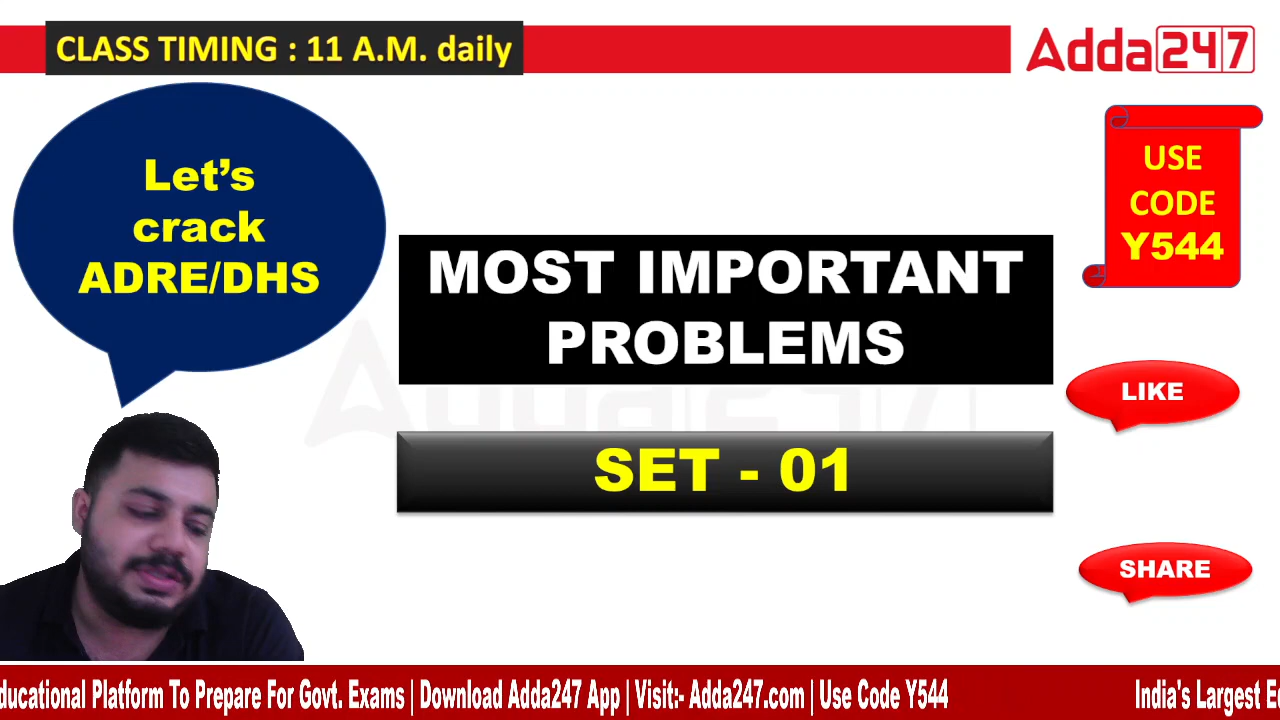 CLASS TIMING : 11 A.M. daily
Adda247
Let's
crack
ADRE/DHS
USE
CODE
Y544
MOST IMPORTANT
PROBLEMS
LIKE
SET - 01
SHARE
ducational Platform To Prepare For Govt. Exams | Download Adda247 App | Visit:- Adda247.com | Use Code Y544
India's Largest E